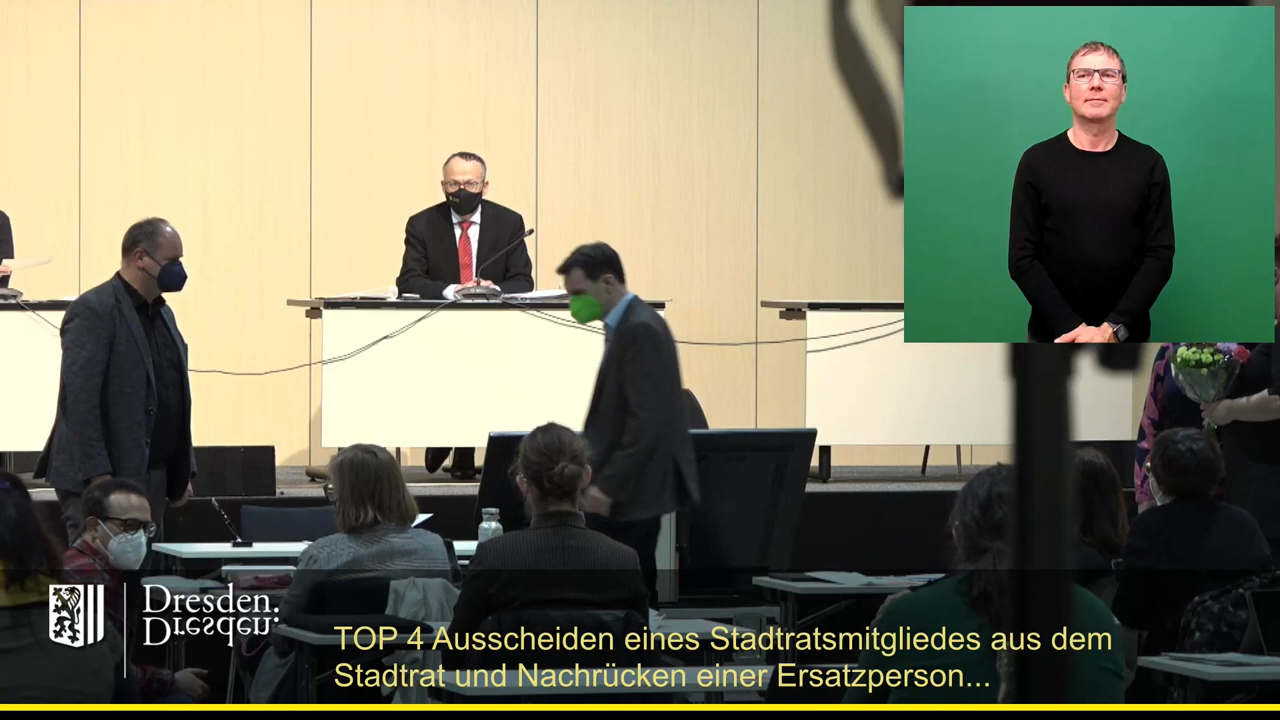 Dresden.
Dresden.
TOP 4 Ausscheiden eines Stadtratsmitgliedes aus dem
Stadtrat und Nachrücken einer Ersatzperson...